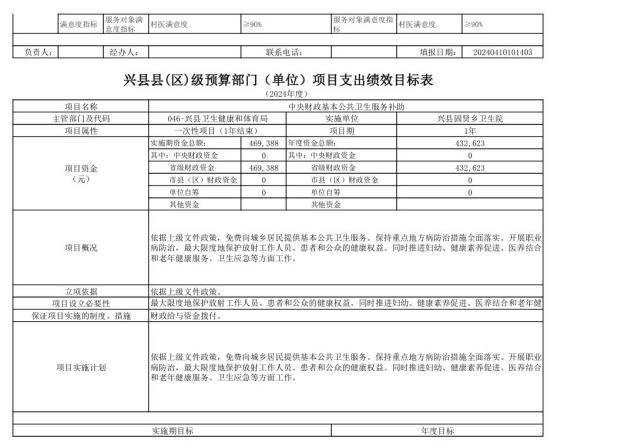 满意度指标 服务对象满意度指标 村医满意度 ≥90% 服务对象满意度指标 村医满意度 ≥90%
负责人： 经办人： 联系电话： 填报日期： 20240410101403
兴县县(区)级预算部门（单位）项目支出绩效目标表
（2024年度）
项目名称 中央财政基本公共卫生服务补助
主管部门及代码 046-兴县卫生健康和体育局 实施单位 兴县固贤乡卫生院
项目属性 一次性项目（1年结束） 项目期 1年
项目资金（元） 实施期资金总额： 469,388 年度资金总额： 432,623
其中：中央财政资金 0 其中：中央财政资金 0
省级财政资金 469,388 省级财政资金 432,623
市县（区）财政资金 0 市县（区）财政资金 0
单位自筹 0 单位自筹 0
其他资金 其他资金
项目概况
依据上级文件政策，免费向城乡居民提供基本公共卫生服务。保持重点地方病防治措施全面落实。开展职业
病防治，最大限度地保护放射工作人员、患者和公众的健康权益。同时推进妇幼、健康素养促进、医养结合
和老年健康服务、卫生应急等方面工作。
立项依据 依据上级文件政策。
项目设立必要性 最大限度地保护放射工作人员、患者和公众的健康权益。同时推进妇幼、健康素养促进、医养结合和老年健
保证项目实施的制度、措施 财政给与资金拨付。
项目实施计划
依据上级文件政策，免费向城乡居民提供基本公共卫生服务。保持重点地方病防治措施全面落实。开展职业
病防治，最大限度地保护放射工作人员、患者和公众的健康权益。同时推进妇幼、健康素养促进、医养结合
和老年健康服务、卫生应急等方面工作。
实施期目标 年度目标